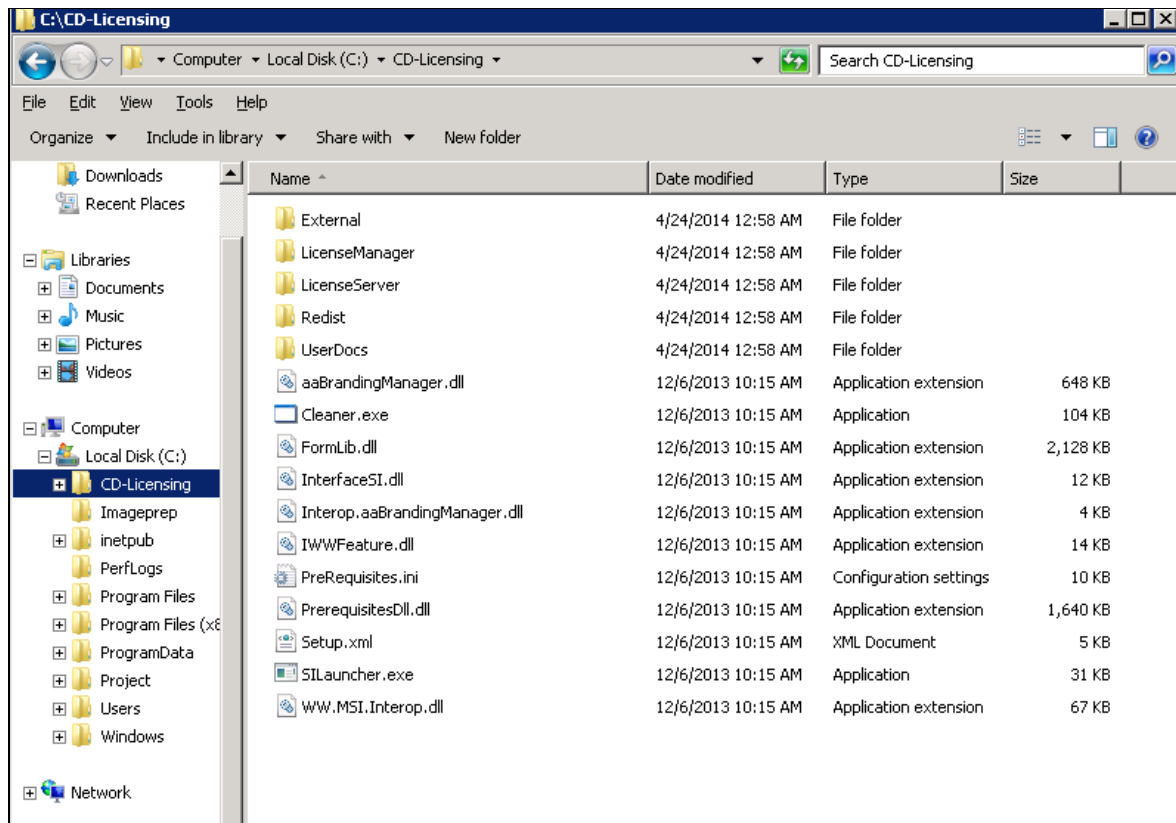 C:\CD-Licensing
Computer Local Disk (C:) CD-Licensing
Search CD-Licensing
File Edit View Tools Help
Organize Include in library Share with New folder
Downloads
Recent Places
Libraries
Documents
Music
Pictures
Videos
Computer
Local Disk (C:)
CD-Licensing
Imageprep
inetpub
PerfLogs
Program Files
Program Files (x8
ProgramData
Project
Users
Windows
Network
Name Date modified Type Size
External 4/24/2014 12:58 AM File folder
LicenseManager 4/24/2014 12:58 AM File folder
LicenseServer 4/24/2014 12:58 AM File folder
Redist 4/24/2014 12:58 AM File folder
UserDocs 4/24/2014 12:58 AM File folder
aaBrandingManager.dll 12/6/2013 10:15 AM Application extension 648 KB
Cleaner.exe 12/6/2013 10:15 AM Application 104 KB
FormLib.dll 12/6/2013 10:15 AM Application extension 2,128 KB
InterfaceSI.dll 12/6/2013 10:15 AM Application extension 12 KB
Interop.aaBrandingManager.dll 12/6/2013 10:15 AM Application extension 4 KB
IWWFeature.dll 12/6/2013 10:15 AM Application extension 14 KB
PreRequisites.ini 12/6/2013 10:15 AM Configuration settings 10 KB
PrerequisitesDll.dll 12/6/2013 10:15 AM Application extension 1,640 KB
Setup.xml 12/6/2013 10:15 AM XML Document 5 KB
SILauncher.exe 12/6/2013 10:15 AM Application 31 KB
WW.MSI.Interop.dll 12/6/2013 10:15 AM Application extension 67 KB